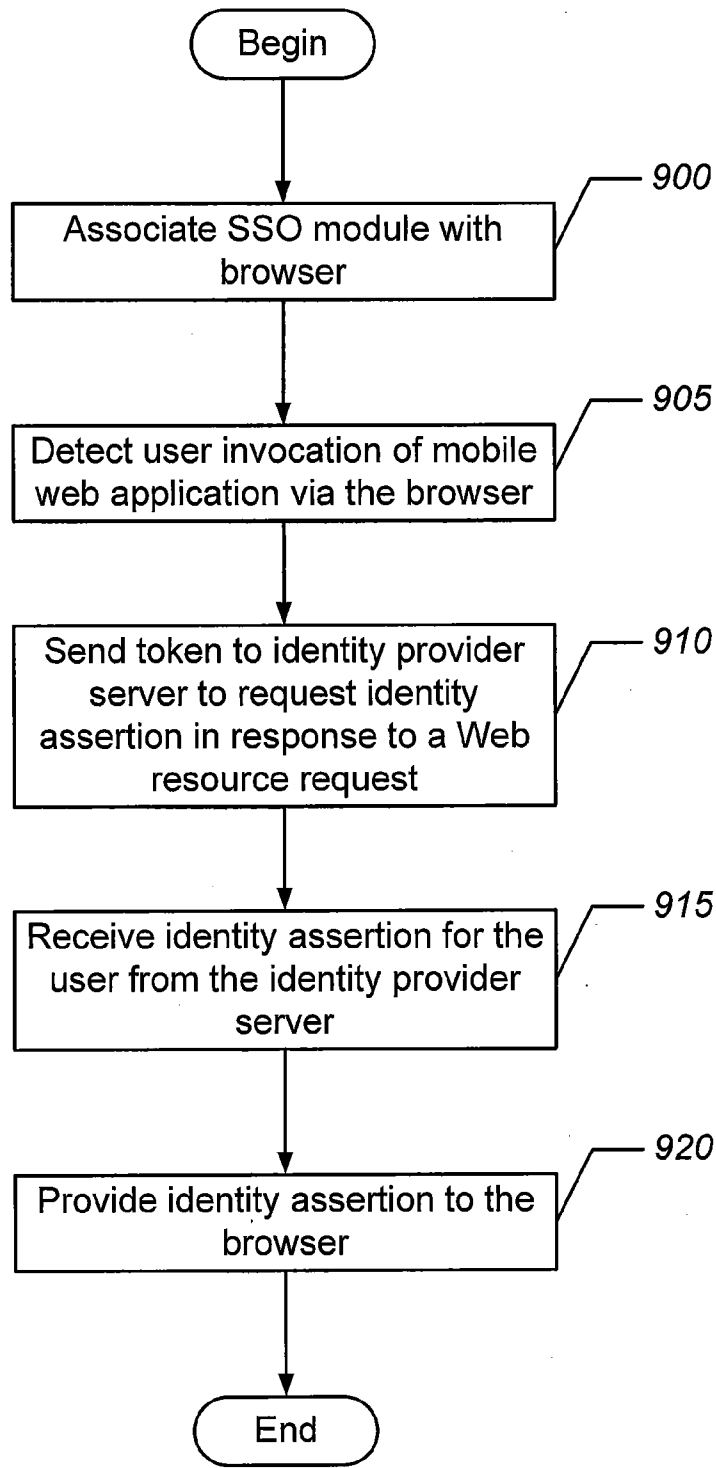 Begin
900
Associate SSO module with
browser
905
Detect user invocation of mobile
web application via the browser
910
Send token to identity provider
server to request identity
assertion in response to a Web
resource request
915
Receive identity assertion for the
user from the identity provider
server
920
Provide identity assertion to the
browser
End